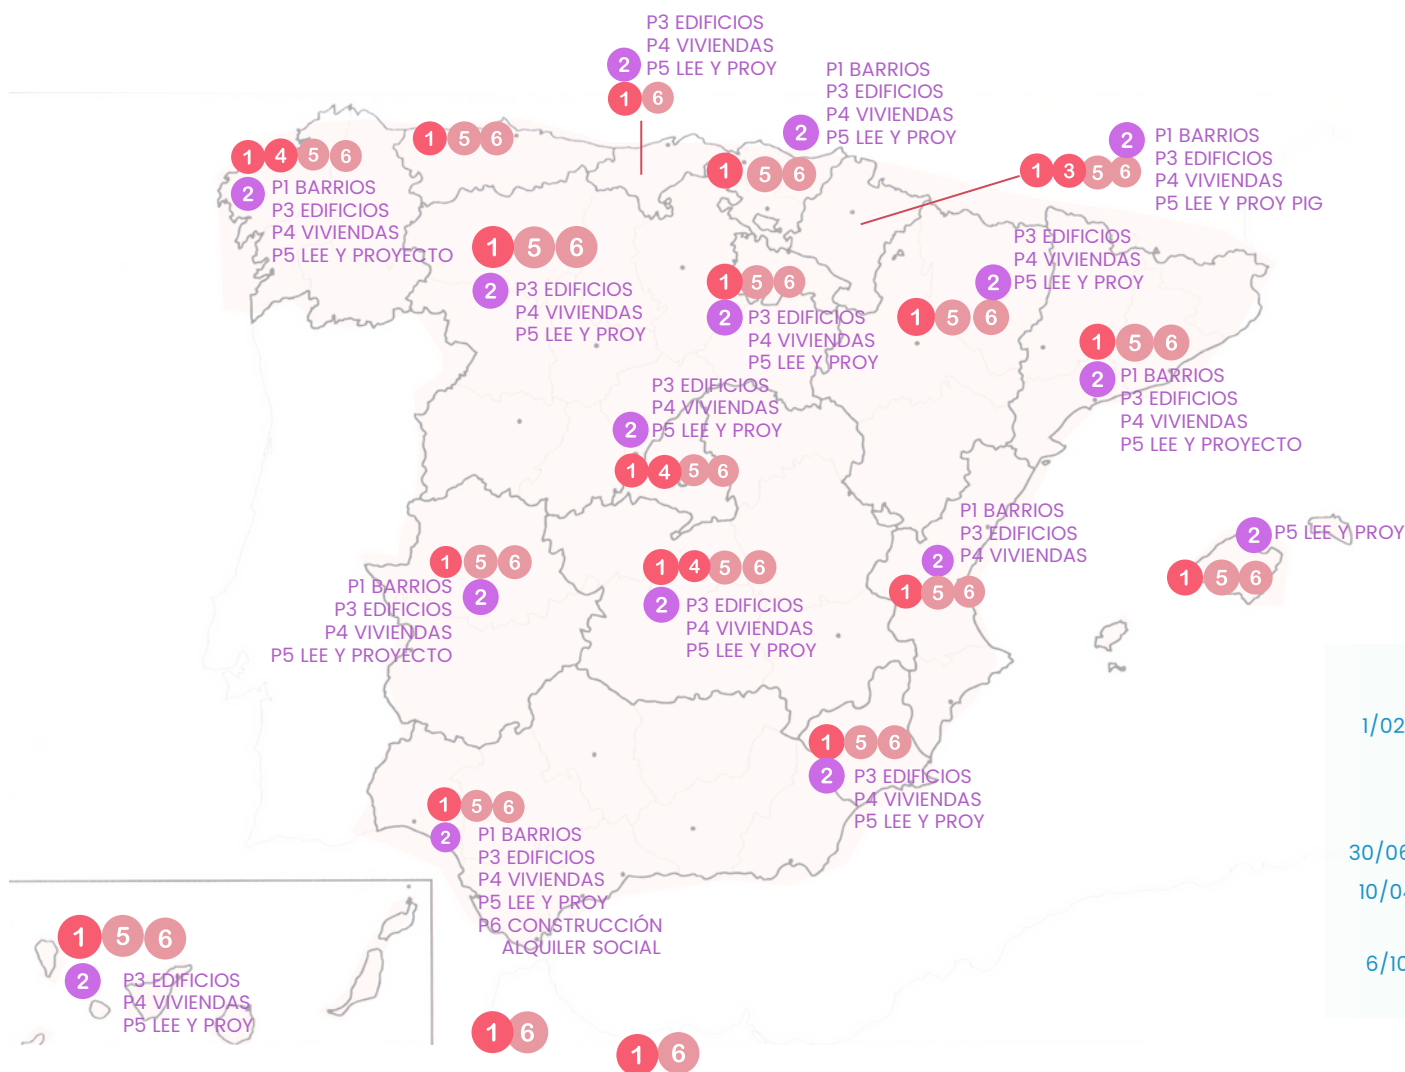 P3 EDIFICIOS
P4 VIVIENDAS
2 P5 LEE Y PROY
1 6
P1 BARRIOS
P3 EDIFICIOS
P4 VIVIENDAS
2 P5 LEE Y PROY
1 5 6
2 P1 BARRIOS
P3 EDIFICIOS
P4 VIVIENDAS
P5 LEE Y PROY PIG
1 3 5 6
1 5 6
1 4 5 6
2 P1 BARRIOS
P3 EDIFICIOS
P4 VIVIENDAS
P5 LEE Y PROYECTO
1 5 6
2 P3 EDIFICIOS
P4 VIVIENDAS
P5 LEE Y PROY
1 5 6
2 P3 EDIFICIOS
P4 VIVIENDAS
P5 LEE Y PROY
P3 EDIFICIOS
P4 VIVIENDAS
2 P5 LEE Y PROY
1 5 6
1 5 6
2 P1 BARRIOS
P3 EDIFICIOS
P4 VIVIENDAS
P5 LEE Y PROYECTO
P3 EDIFICIOS
P4 VIVIENDAS
2 P5 LEE Y PROY
1 4 5 6
P1 BARRIOS
P3 EDIFICIOS
2 P4 VIVIENDAS
1 5 6
2 P5 LEE Y PROY
1 5 6
1 5 6
P1 BARRIOS 2
P3 EDIFICIOS
P4 VIVIENDAS
P5 LEE Y PROYECTO
1 4 5 6
2 P3 EDIFICIOS
P4 VIVIENDAS
P5 LEE Y PROY
1 5 6
2 P3 EDIFICIOS
P4 VIVIENDAS
P5 LEE Y PROY
1 5 6
2 P1 BARRIOS
P3 EDIFICIOS
P4 VIVIENDAS
P5 LEE Y PROY
P6 CONSTRUCCIÓN
ALQUILER SOCIAL
1 5 6
2 P3 EDIFICIOS
P4 VIVIENDAS
P5 LEE Y PROY
1 6
1 6
1/02
30/06
10/04
6/10